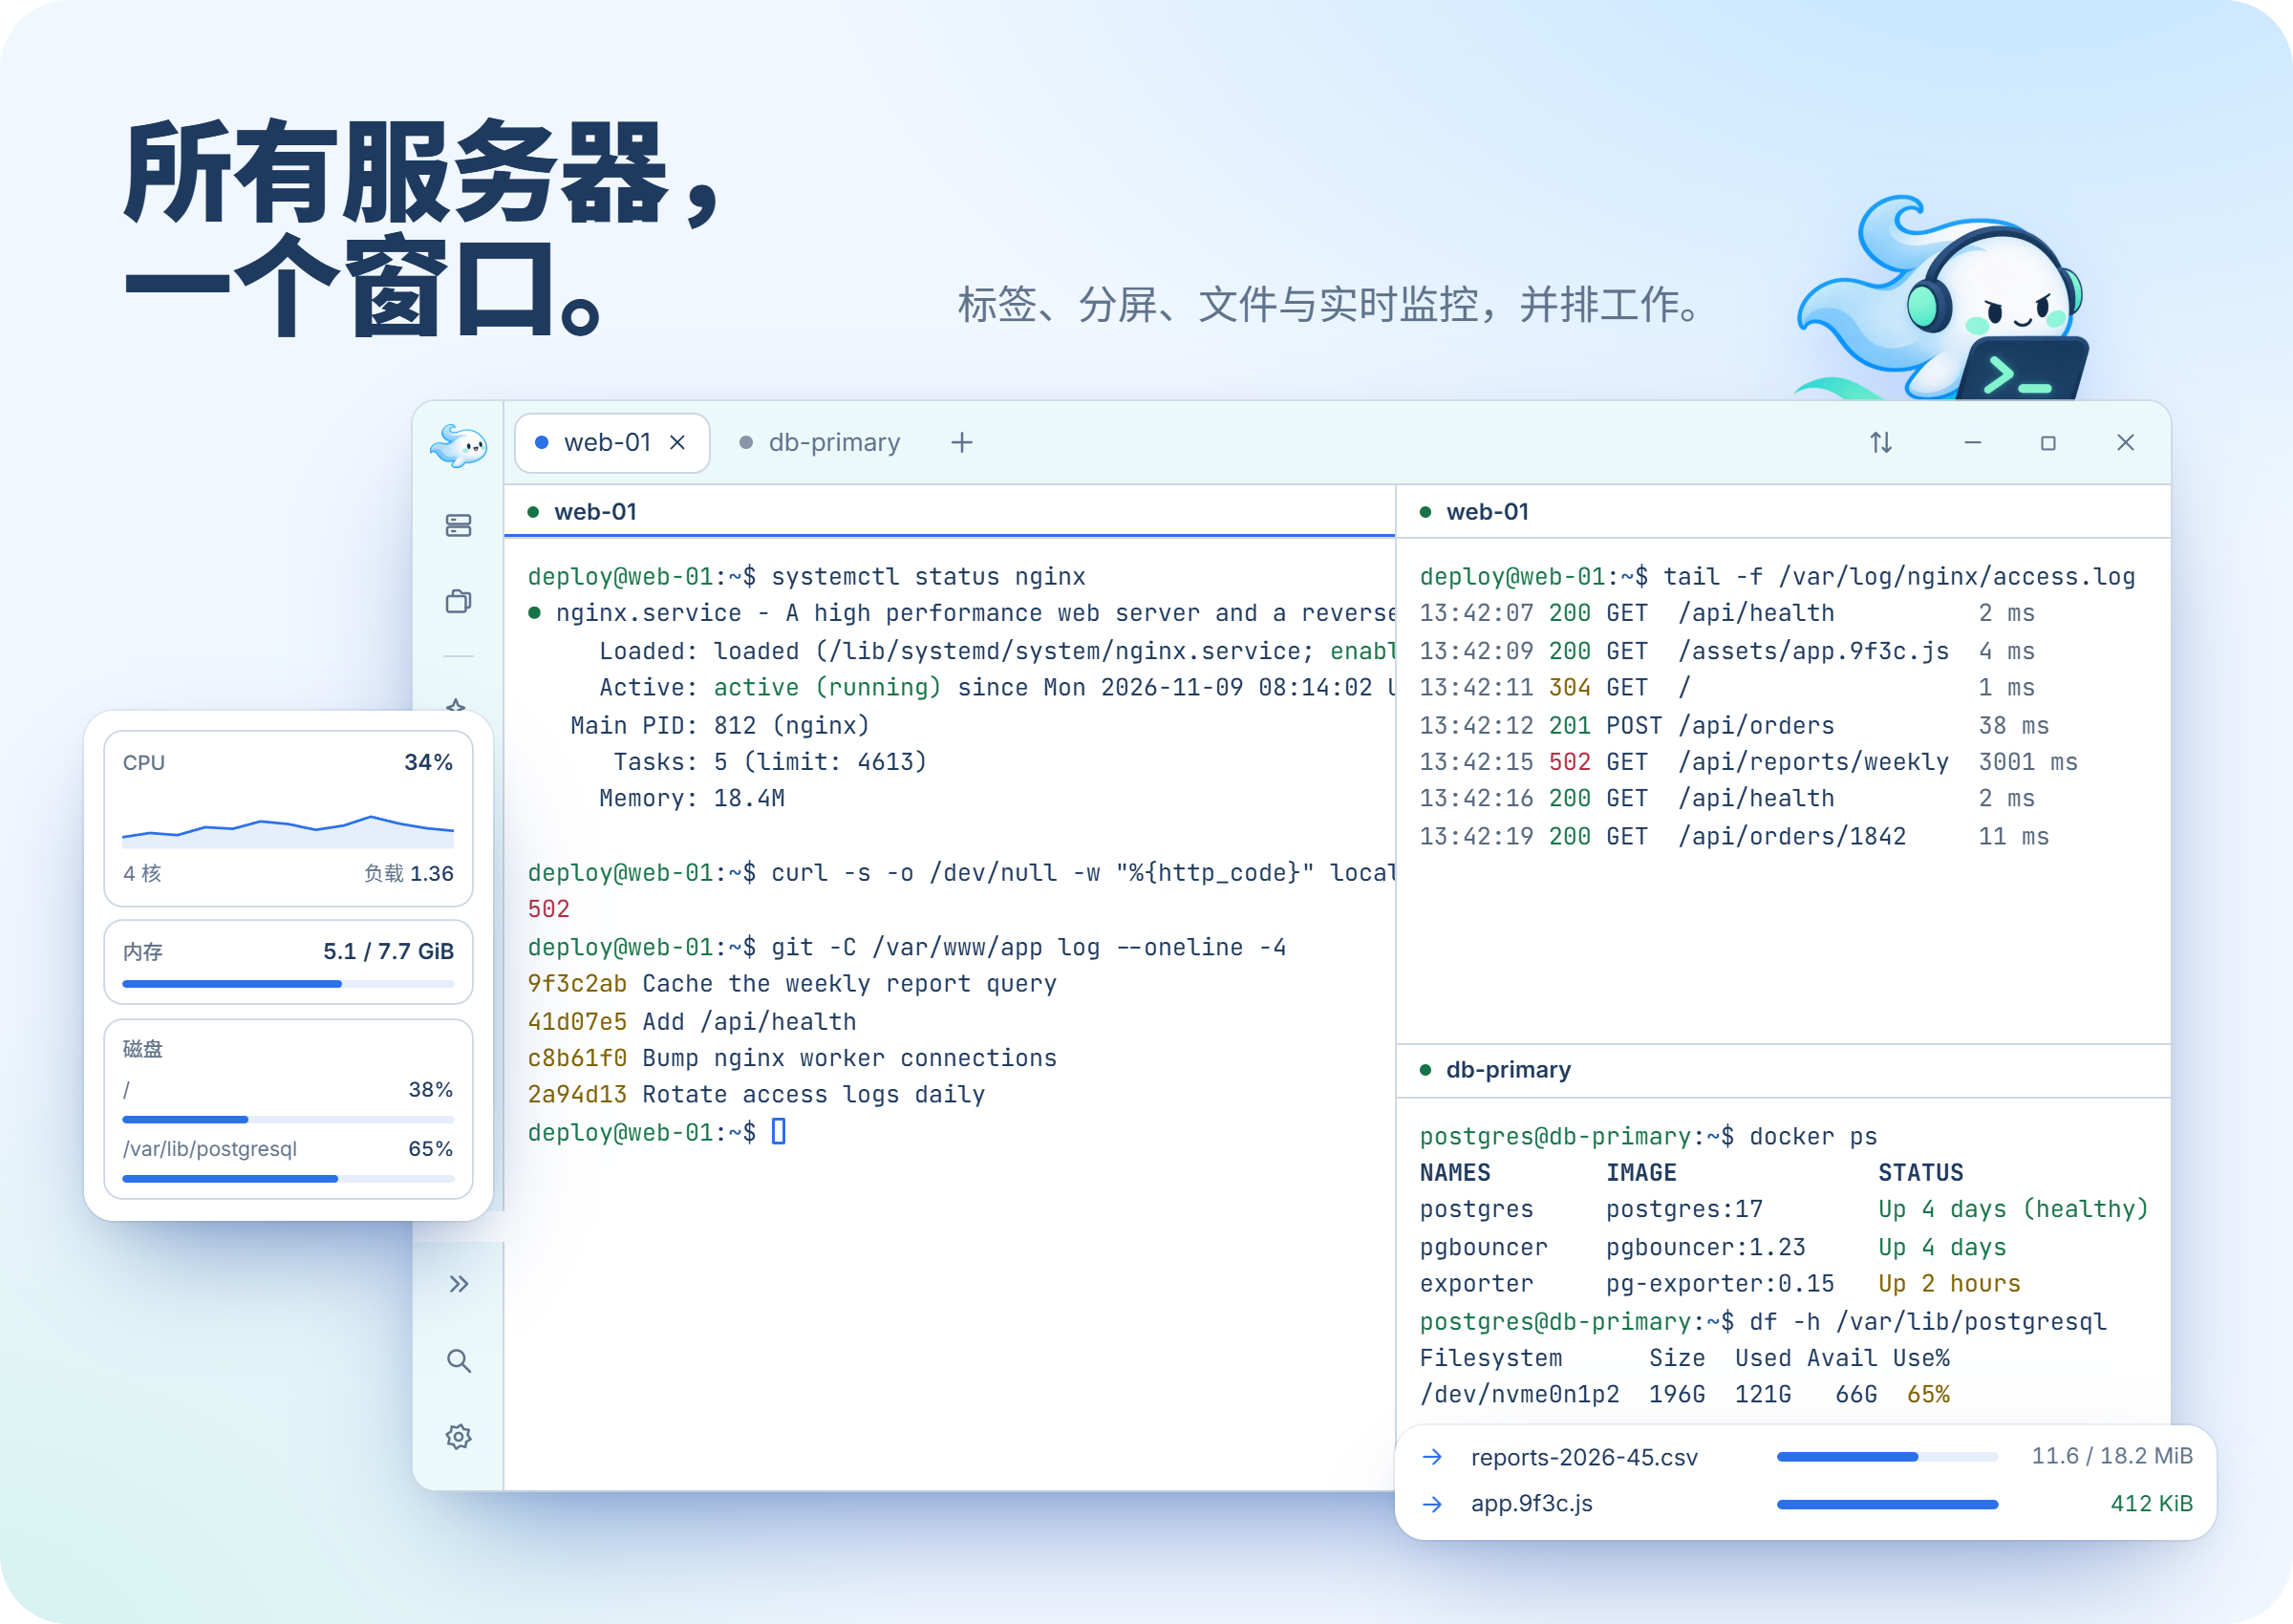 所有服务器，
一个窗口。
标签、分屏、文件与实时监控，并排工作。
>_
web-01
db-primary
web-01
deploy@web-01:~$ systemctl status nginx
● nginx.service - A high performance web server and a reverse
Loaded: loaded (/lib/systemd/system/nginx.service; enabl
Active: active (running) since Mon 2026-11-09 08:14:02 U
Main PID: 812 (nginx)
Tasks: 5 (limit: 4613)
Memory: 18.4M
deploy@web-01:~$ curl -s -o /dev/null -w "%{http_code}" local
502
deploy@web-01:~$ git -C /var/www/app log --oneline -4
9f3c2ab Cache the weekly report query
41d07e5 Add /api/health
c8b61f0 Bump nginx worker connections
2a94d13 Rotate access logs daily
deploy@web-01:~$
web-01
deploy@web-01:~$ tail -f /var/log/nginx/access.log
13:42:07 200 GET /api/health 2 ms
13:42:09 200 GET /assets/app.9f3c.js 4 ms
13:42:11 304 GET / 1 ms
13:42:12 201 POST /api/orders 38 ms
13:42:15 502 GET /api/reports/weekly 3001 ms
13:42:16 200 GET /api/health 2 ms
13:42:19 200 GET /api/orders/1842 11 ms
db-primary
postgres@db-primary:~$ docker ps
NAMES IMAGE STATUS
postgres postgres:17 Up 4 days (healthy)
pgbouncer pgbouncer:1.23 Up 4 days
exporter pg-exporter:0.15 Up 2 hours
postgres@db-primary:~$ df -h /var/lib/postgresql
Filesystem Size Used Avail Use%
/dev/nvme0n1p2 196G 121G 66G 65%
CPU 34%
4 核 负载 1.36
内存 5.1 / 7.7 GiB
磁盘
/ 38%
/var/lib/postgresql 65%
reports-2026-45.csv 11.6 / 18.2 MiB
app.9f3c.js 412 KiB